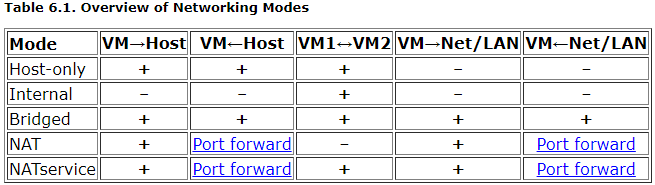 Table 6.1. Overview of Networking Modes
Mode VM→Host VM←Host VM1↔VM2 VM→Net/LAN VM←Net/LAN
Host-only + + + – –
Internal – – + – –
Bridged + + + + +
NAT + Port forward – + Port forward
NATservice + Port forward + + Port forward